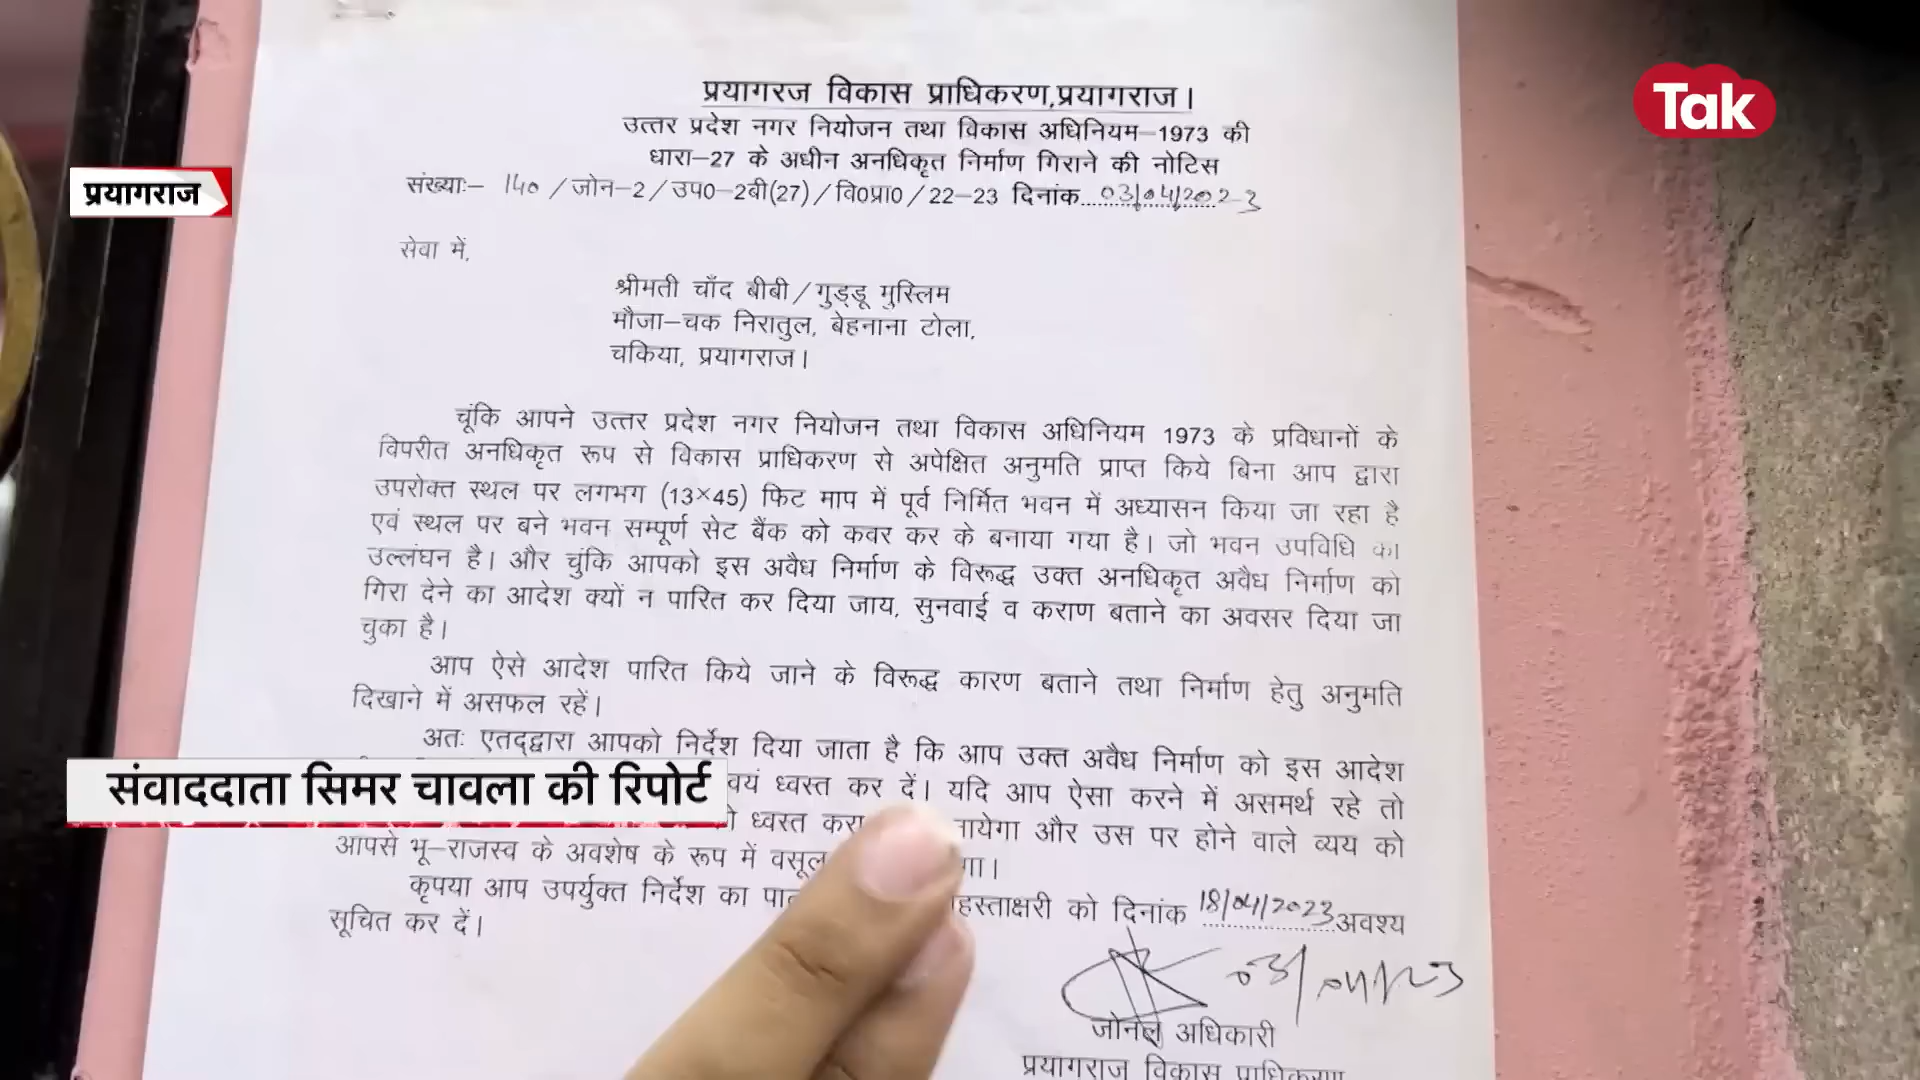 प्रयागरज विकास प्राधिकरण,प्रयागराज।
उत्तर प्रदेश नगर नियोजन तथा विकास अधिनियम–1973 की
धारा–27 के अधीन अनधिकृत निर्माण गिराने की नोटिस
संख्याः– 140 /जोन–2/उप0–2बी(27)/वि0प्रा0/22–23 दिनांक...03/04/2023
Tak
प्रयागराज
सेवा में,
श्रीमती चाँद बीबी/गुड्डू मुस्लिम
मौजा–चक निरातुल, बेहनाना टोला,
चकिया, प्रयागराज।
चूंकि आपने उत्तर प्रदेश नगर नियोजन तथा विकास अधिनियम 1973 के प्रविधानों के
विपरीत अनधिकृत रूप से विकास प्राधिकरण से अपेक्षित अनुमति प्राप्त किये बिना आप द्वारा
उपरोक्त स्थल पर लगभग (13×45) फिट माप में पूर्व निर्मित भवन में अध्यासन किया जा रहा है
एवं स्थल पर बने भवन सम्पूर्ण सेट बैंक को कवर कर के बनाया गया है। जो भवन उपविधि का
उल्लंघन है। और चुंकि आपको इस अवैध निर्माण के विरूद्ध उक्त अनधिकृत अवैध निर्माण को
गिरा देने का आदेश क्यों न पारित कर दिया जाय, सुनवाई व कराण बताने का अवसर दिया जा
चुका है।
आप ऐसे आदेश पारित किये जाने के विरूद्ध कारण बताने तथा निर्माण हेतु अनुमति
दिखाने में असफल रहें।
अतः एतद्द्वारा आपको निर्देश दिया जाता है कि आप उक्त अवैध निर्माण को इस आदेश
वयं ध्वस्त कर दें। यदि आप ऐसा करने में असमर्थ रहे तो
संवाददाता सिमर चावला की रिपोर्ट
ध्वस्त करा और उस पर होने वाले व्यय को
आपसे भू–राजस्व के अवशेष के रूप में वसूल
कृपया आप उपर्युक्त निर्देश का हस्ताक्षरी को दिनांक 18/04/2023 अवश्य
सूचित कर दें।
03/04/23
जोनल अधिकारी
प्रयागराज विकास प्राधिकरण